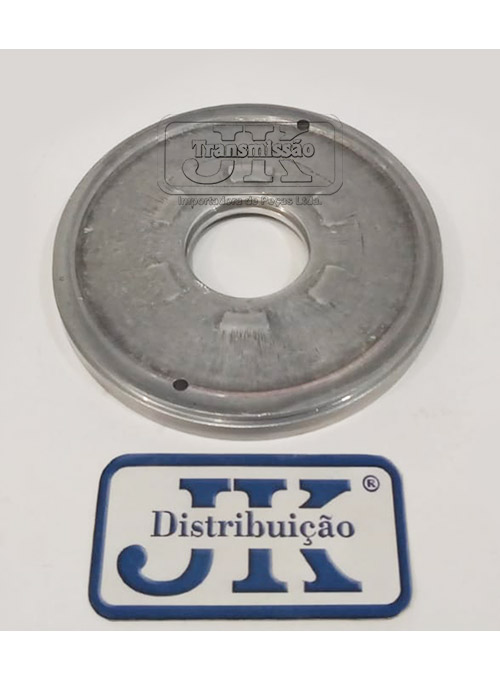 JK
Transmissão
Importadora de Peças Ltda.
JK
Distribuição
®